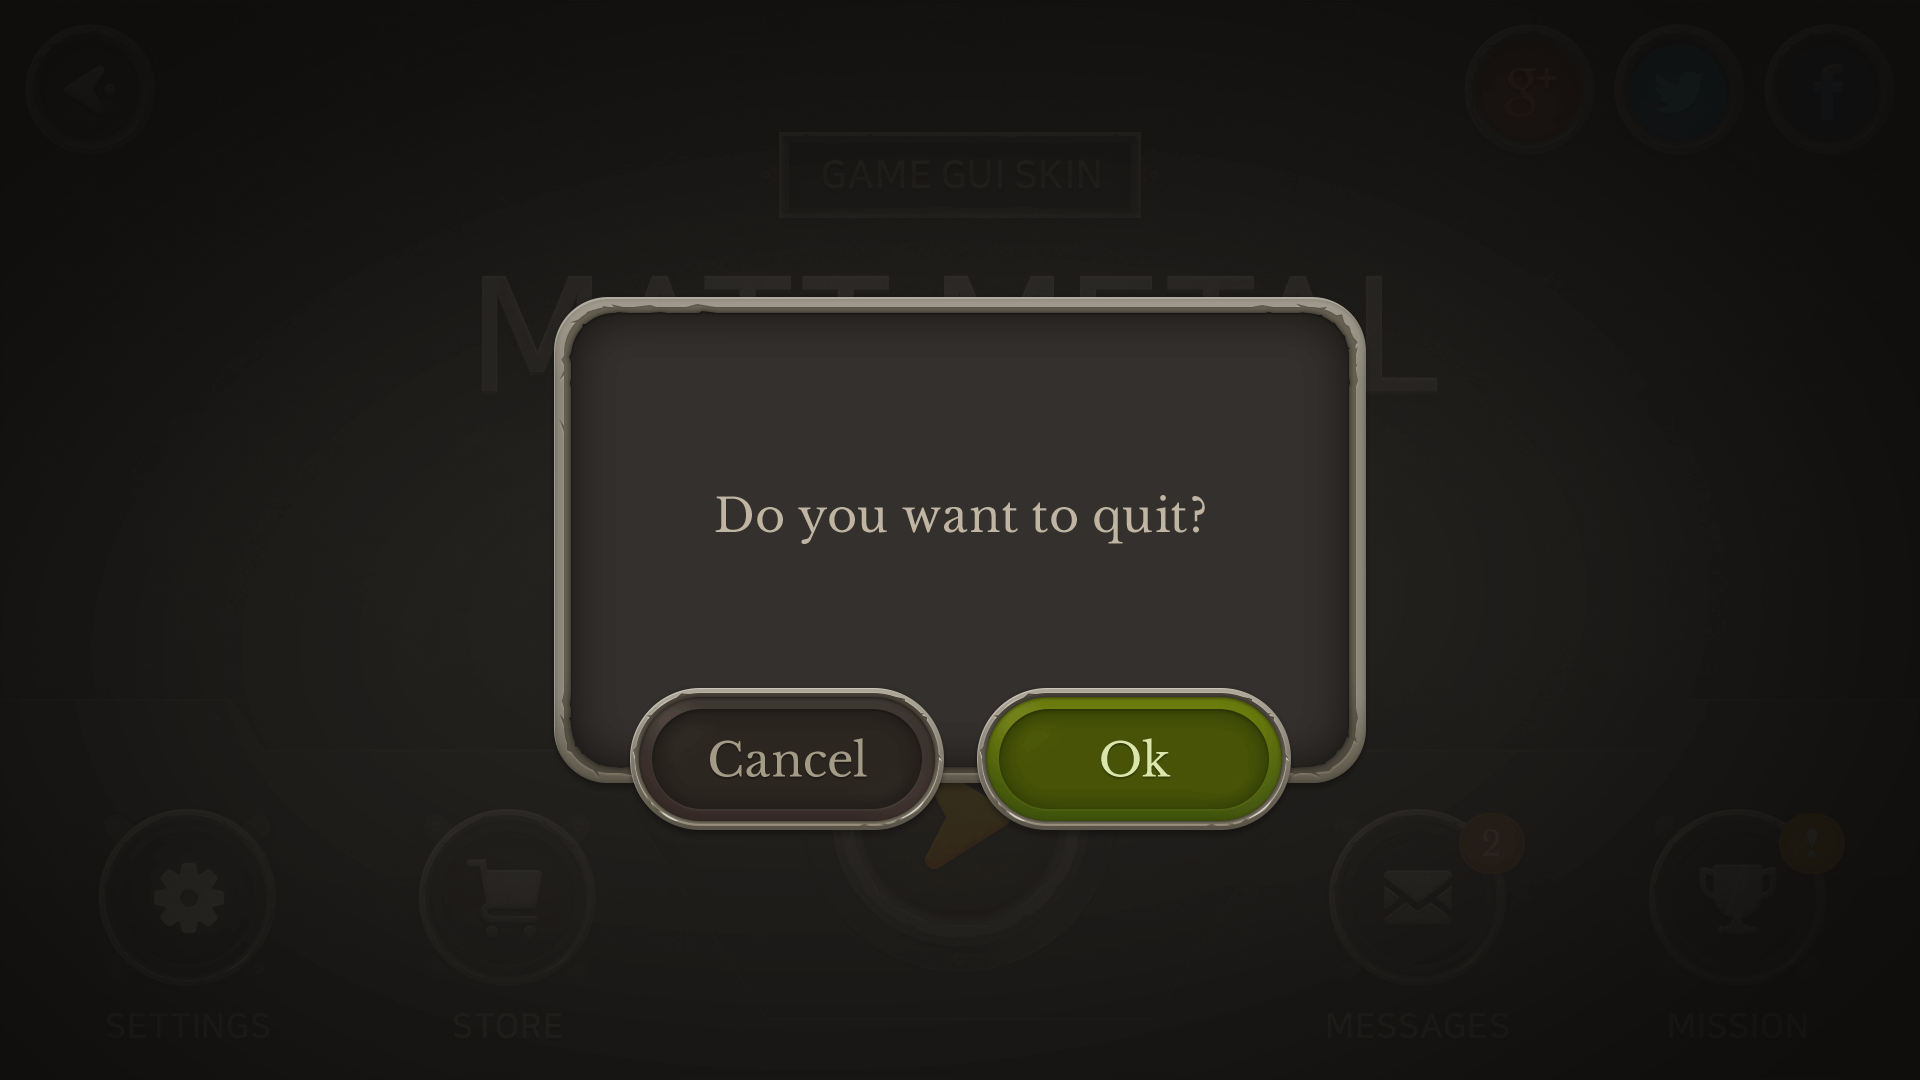 g+
f
GAME GUI SKIN
MATT METAL
Do you want to quit?
Cancel
Ok
2
!
SETTINGS
STORE
MESSAGES
MISSION